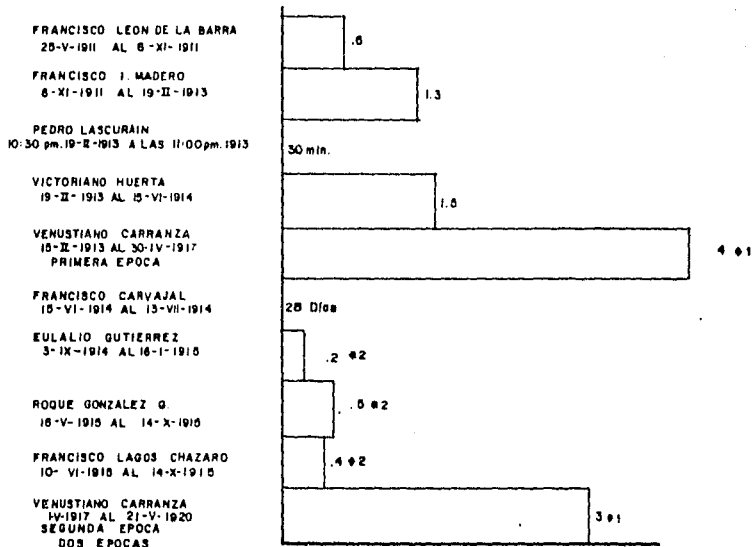 FRANCISCO LEON DE LA BARRA
25-V-1911 AL 6-XI-1911
.6
FRANCISCO I. MADERO
6-XI-1911 AL 19-II-1913
1.3
PEDRO LASCURAIN
10:30 pm. 19-II-1913 A LAS 11:00 pm. 1913
30 min.
VICTORIANO HUERTA
19-II-1913 AL 15-VI-1914
1.5
VENUSTIANO CARRANZA
15-II-1913 AL 30-IV-1917
PRIMERA EPOCA
4 *1
FRANCISCO CARVAJAL
15-VI-1914 AL 13-VII-1914
28 Días
EULALIO GUTIERREZ
3-IX-1914 AL 16-I-1915
.2 *2
ROQUE GONZALEZ G.
16-V-1915 AL 14-X-1915
.5 *2
FRANCISCO LAGOS CHAZARO
10-VI-1915 AL 14-X-1915
.4 *2
VENUSTIANO CARRANZA
IV-1917 AL 21-V-1920
SEGUNDA EPOCA
DOS EPOCAS
3 *1